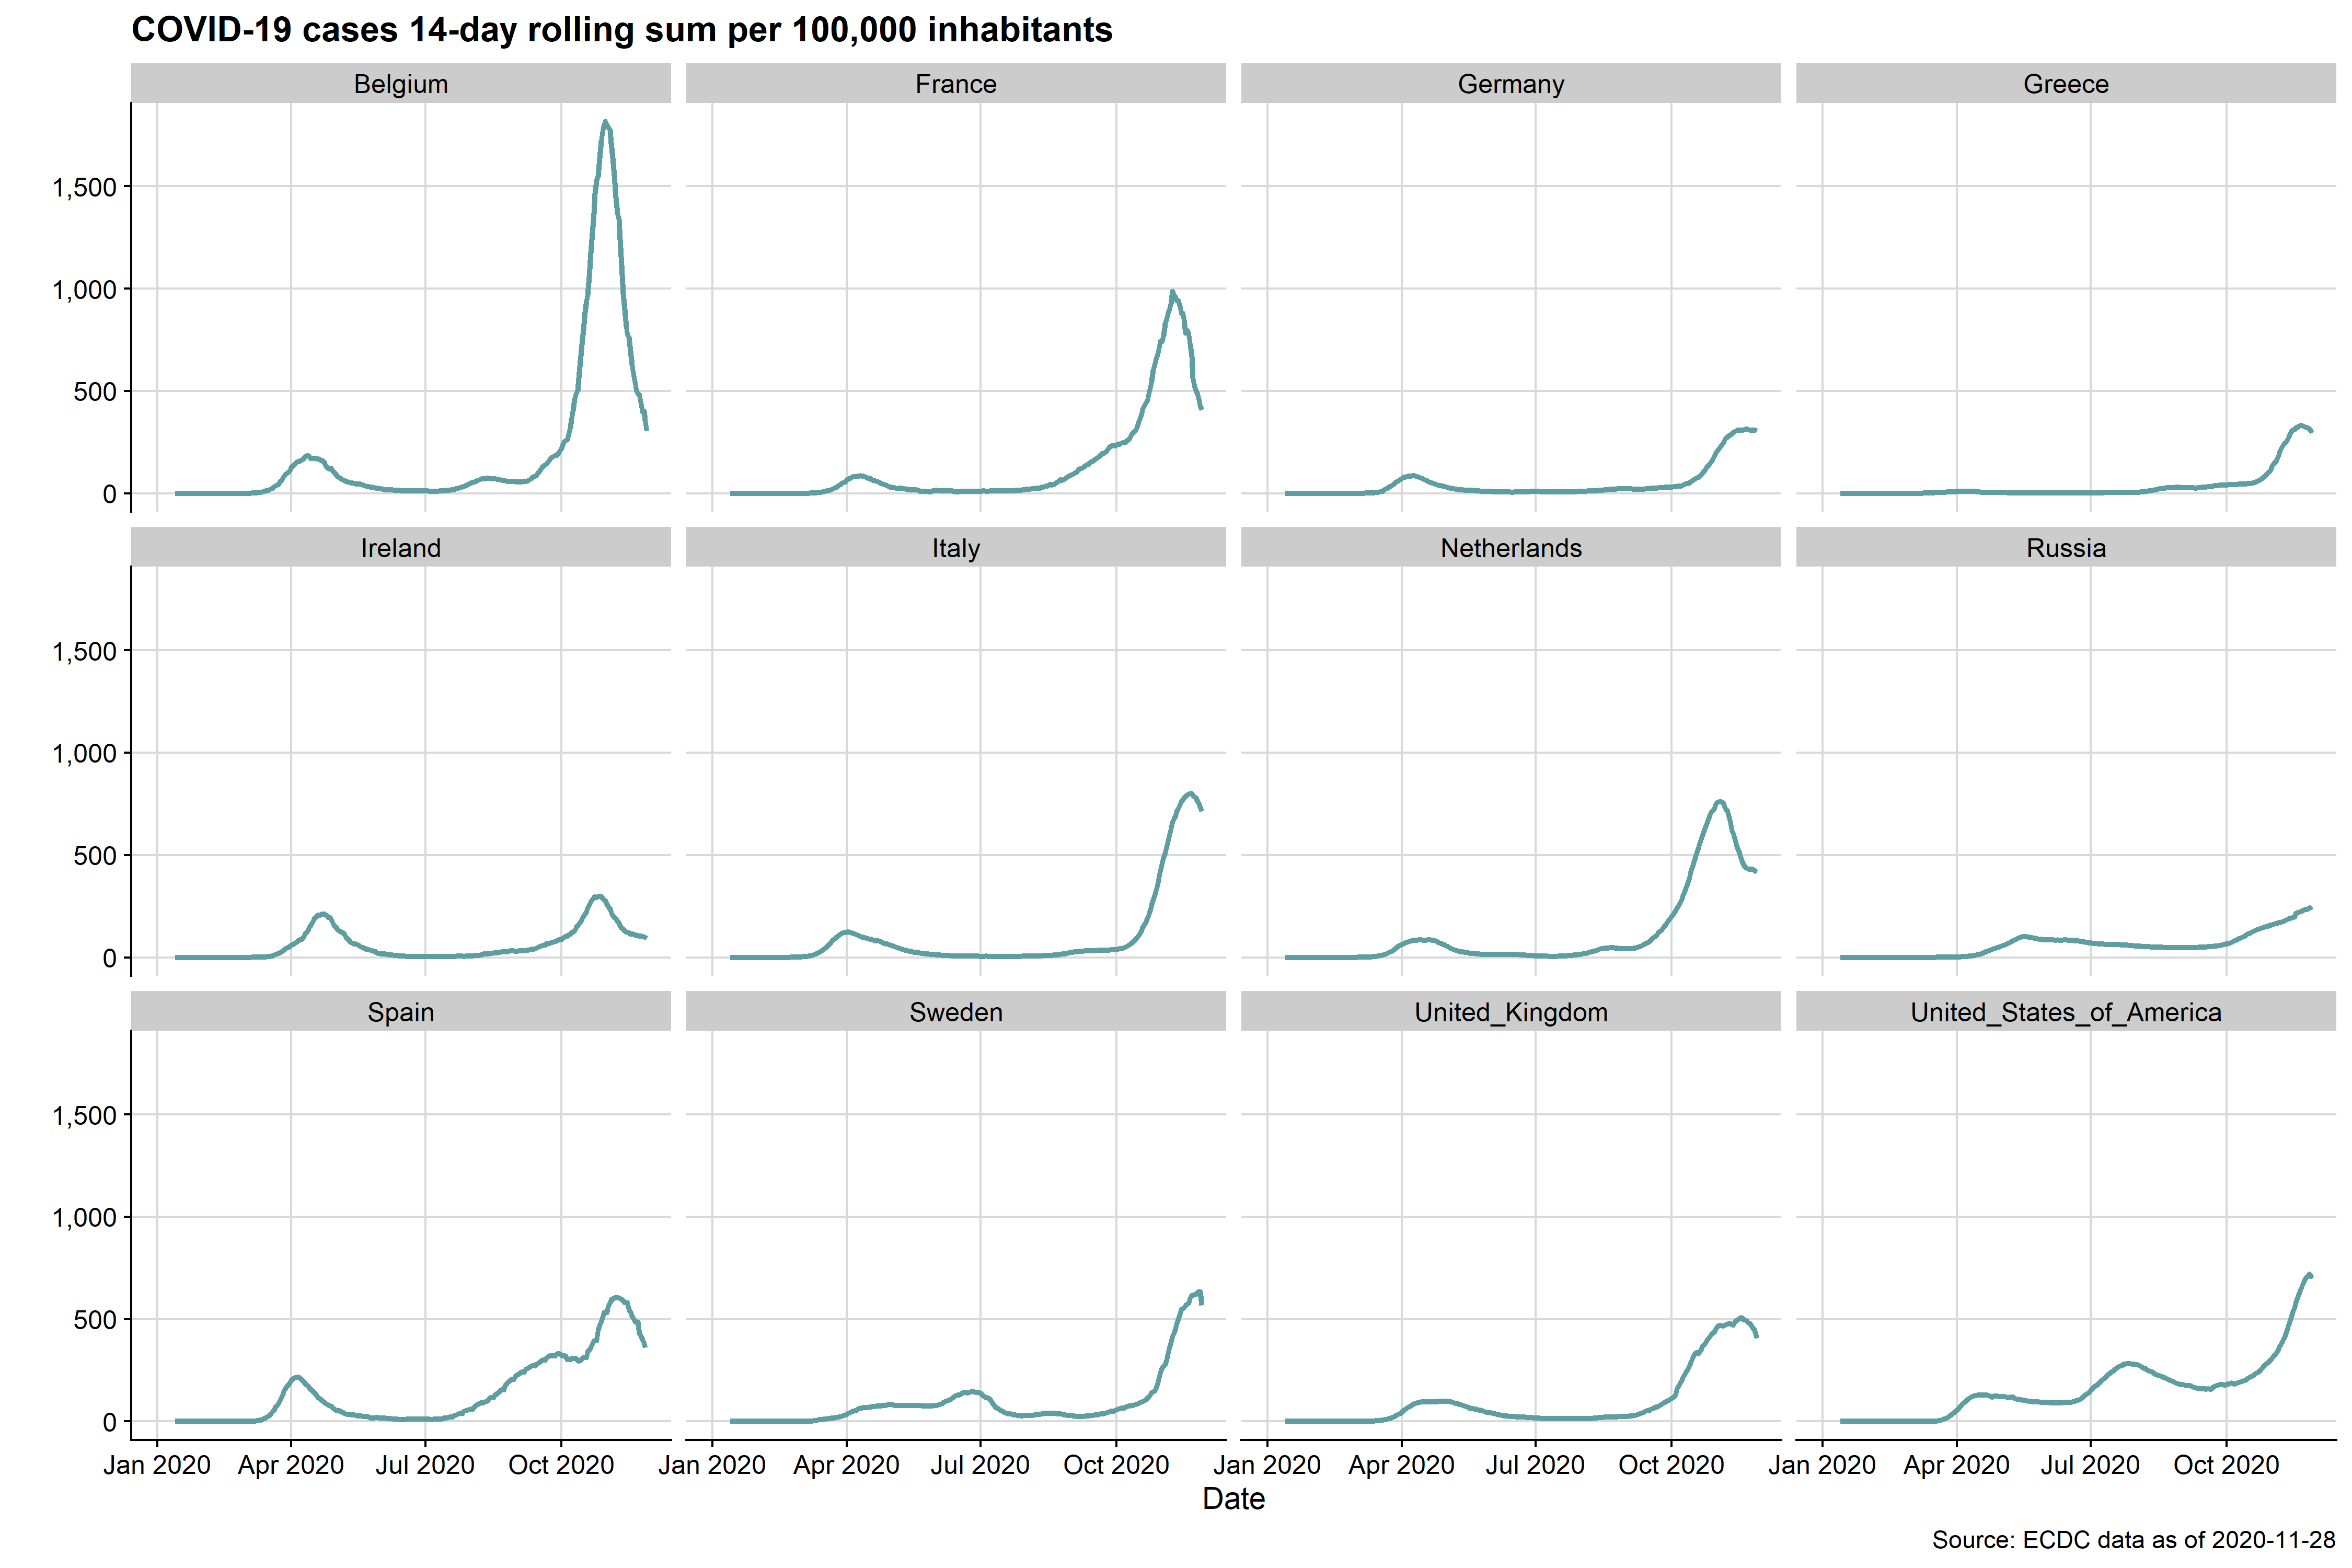 COVID-19 cases 14-day rolling sum per 100,000 inhabitants
Belgium France Germany Greece
1,500
1,000
500
0
Ireland Italy Netherlands Russia
1,500
1,000
500
0
Spain Sweden United_Kingdom United_States_of_America
1,500
1,000
500
0
Jan 2020 Apr 2020 Jul 2020 Oct 2020 Jan 2020 Apr 2020 Jul 2020 Oct 2020 Jan 2020 Apr 2020 Jul 2020 Oct 2020 Jan 2020 Apr 2020 Jul 2020 Oct 2020
Date
Source: ECDC data as of 2020-11-28